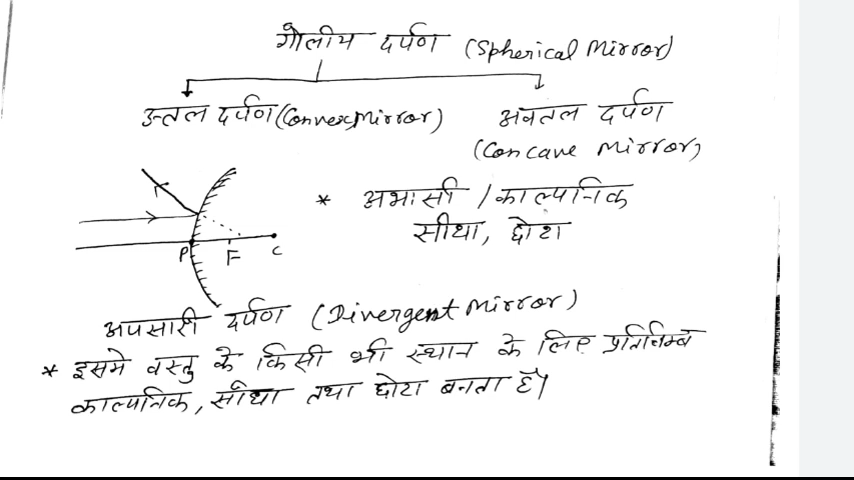 गोलीय दर्पण (Spherical Mirror)
उत्तल दर्पण (Convex Mirror)
अवतल दर्पण
(Concave Mirror)
* अभासी / काल्पनिक
सीधा, छोटा
P F C
अपसारी दर्पण (Divergent Mirror)
* इसमे वस्तु के किसी भी स्थान के लिए प्रतिबिम्ब
काल्पनिक, सीधा तथा छोटा बनता है।